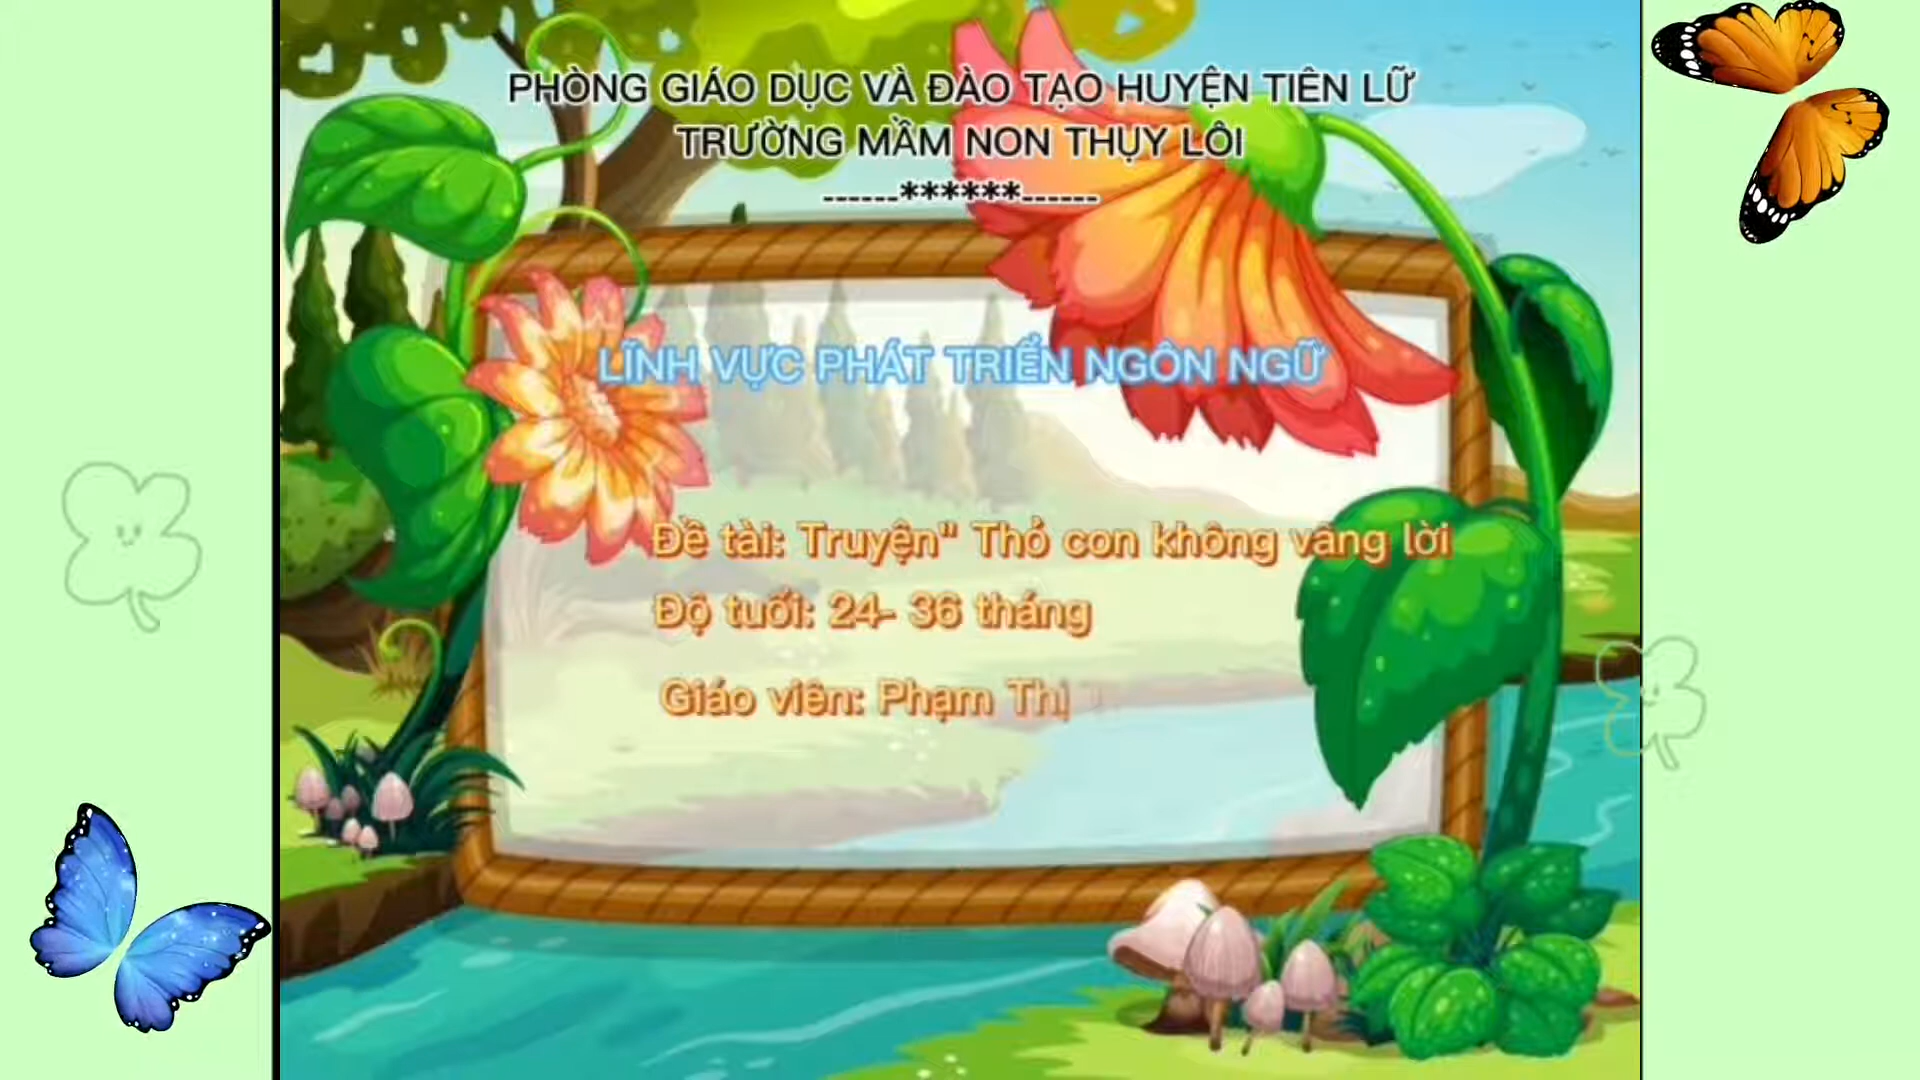 PHÒNG GIÁO DỤC VÀ ĐÀO TẠO HUYỆN TIÊN LỮ
TRƯỜNG MẦM NON THỤY LÔI
------******------
LĨNH VỰC PHÁT TRIỂN NGÔN NGỮ
Đề tài: Truyện" Thỏ con không vâng lời
Độ tuổi: 24- 36 tháng
Giáo viên: Phạm Thị